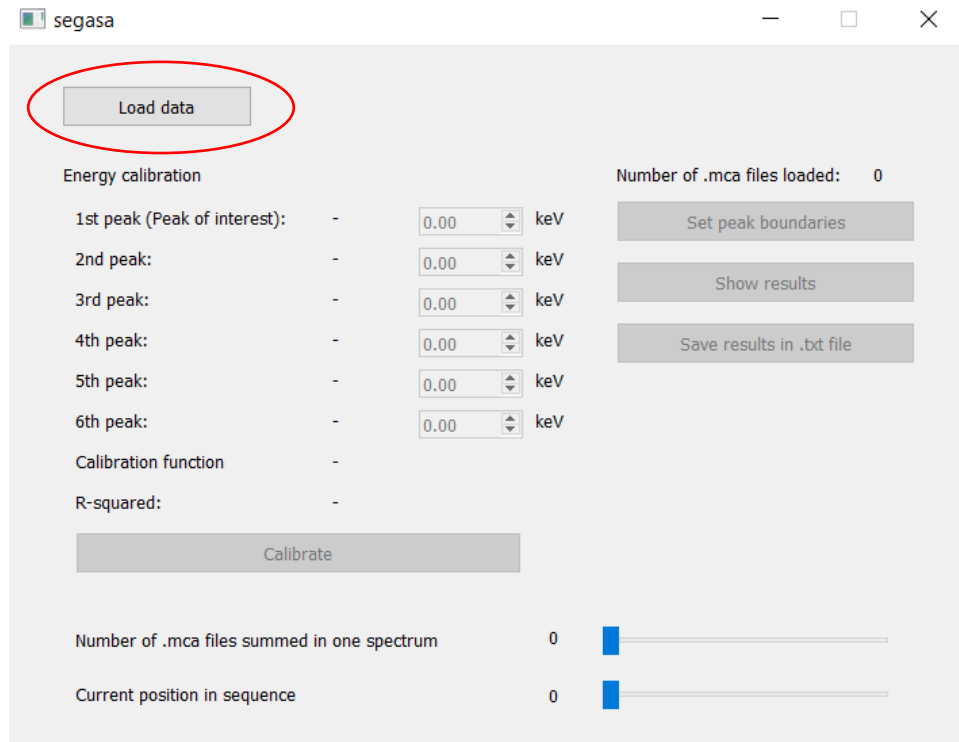 segasa
Load data
Energy calibration
Number of .mca files loaded: 0
1st peak (Peak of interest): - 0.00 keV
Set peak boundaries
2nd peak: - 0.00 keV
Show results
3rd peak: - 0.00 keV
4th peak: - 0.00 keV
Save results in .txt file
5th peak: - 0.00 keV
6th peak: - 0.00 keV
Calibration function -
R-squared: -
Calibrate
Number of .mca files summed in one spectrum 0
Current position in sequence 0